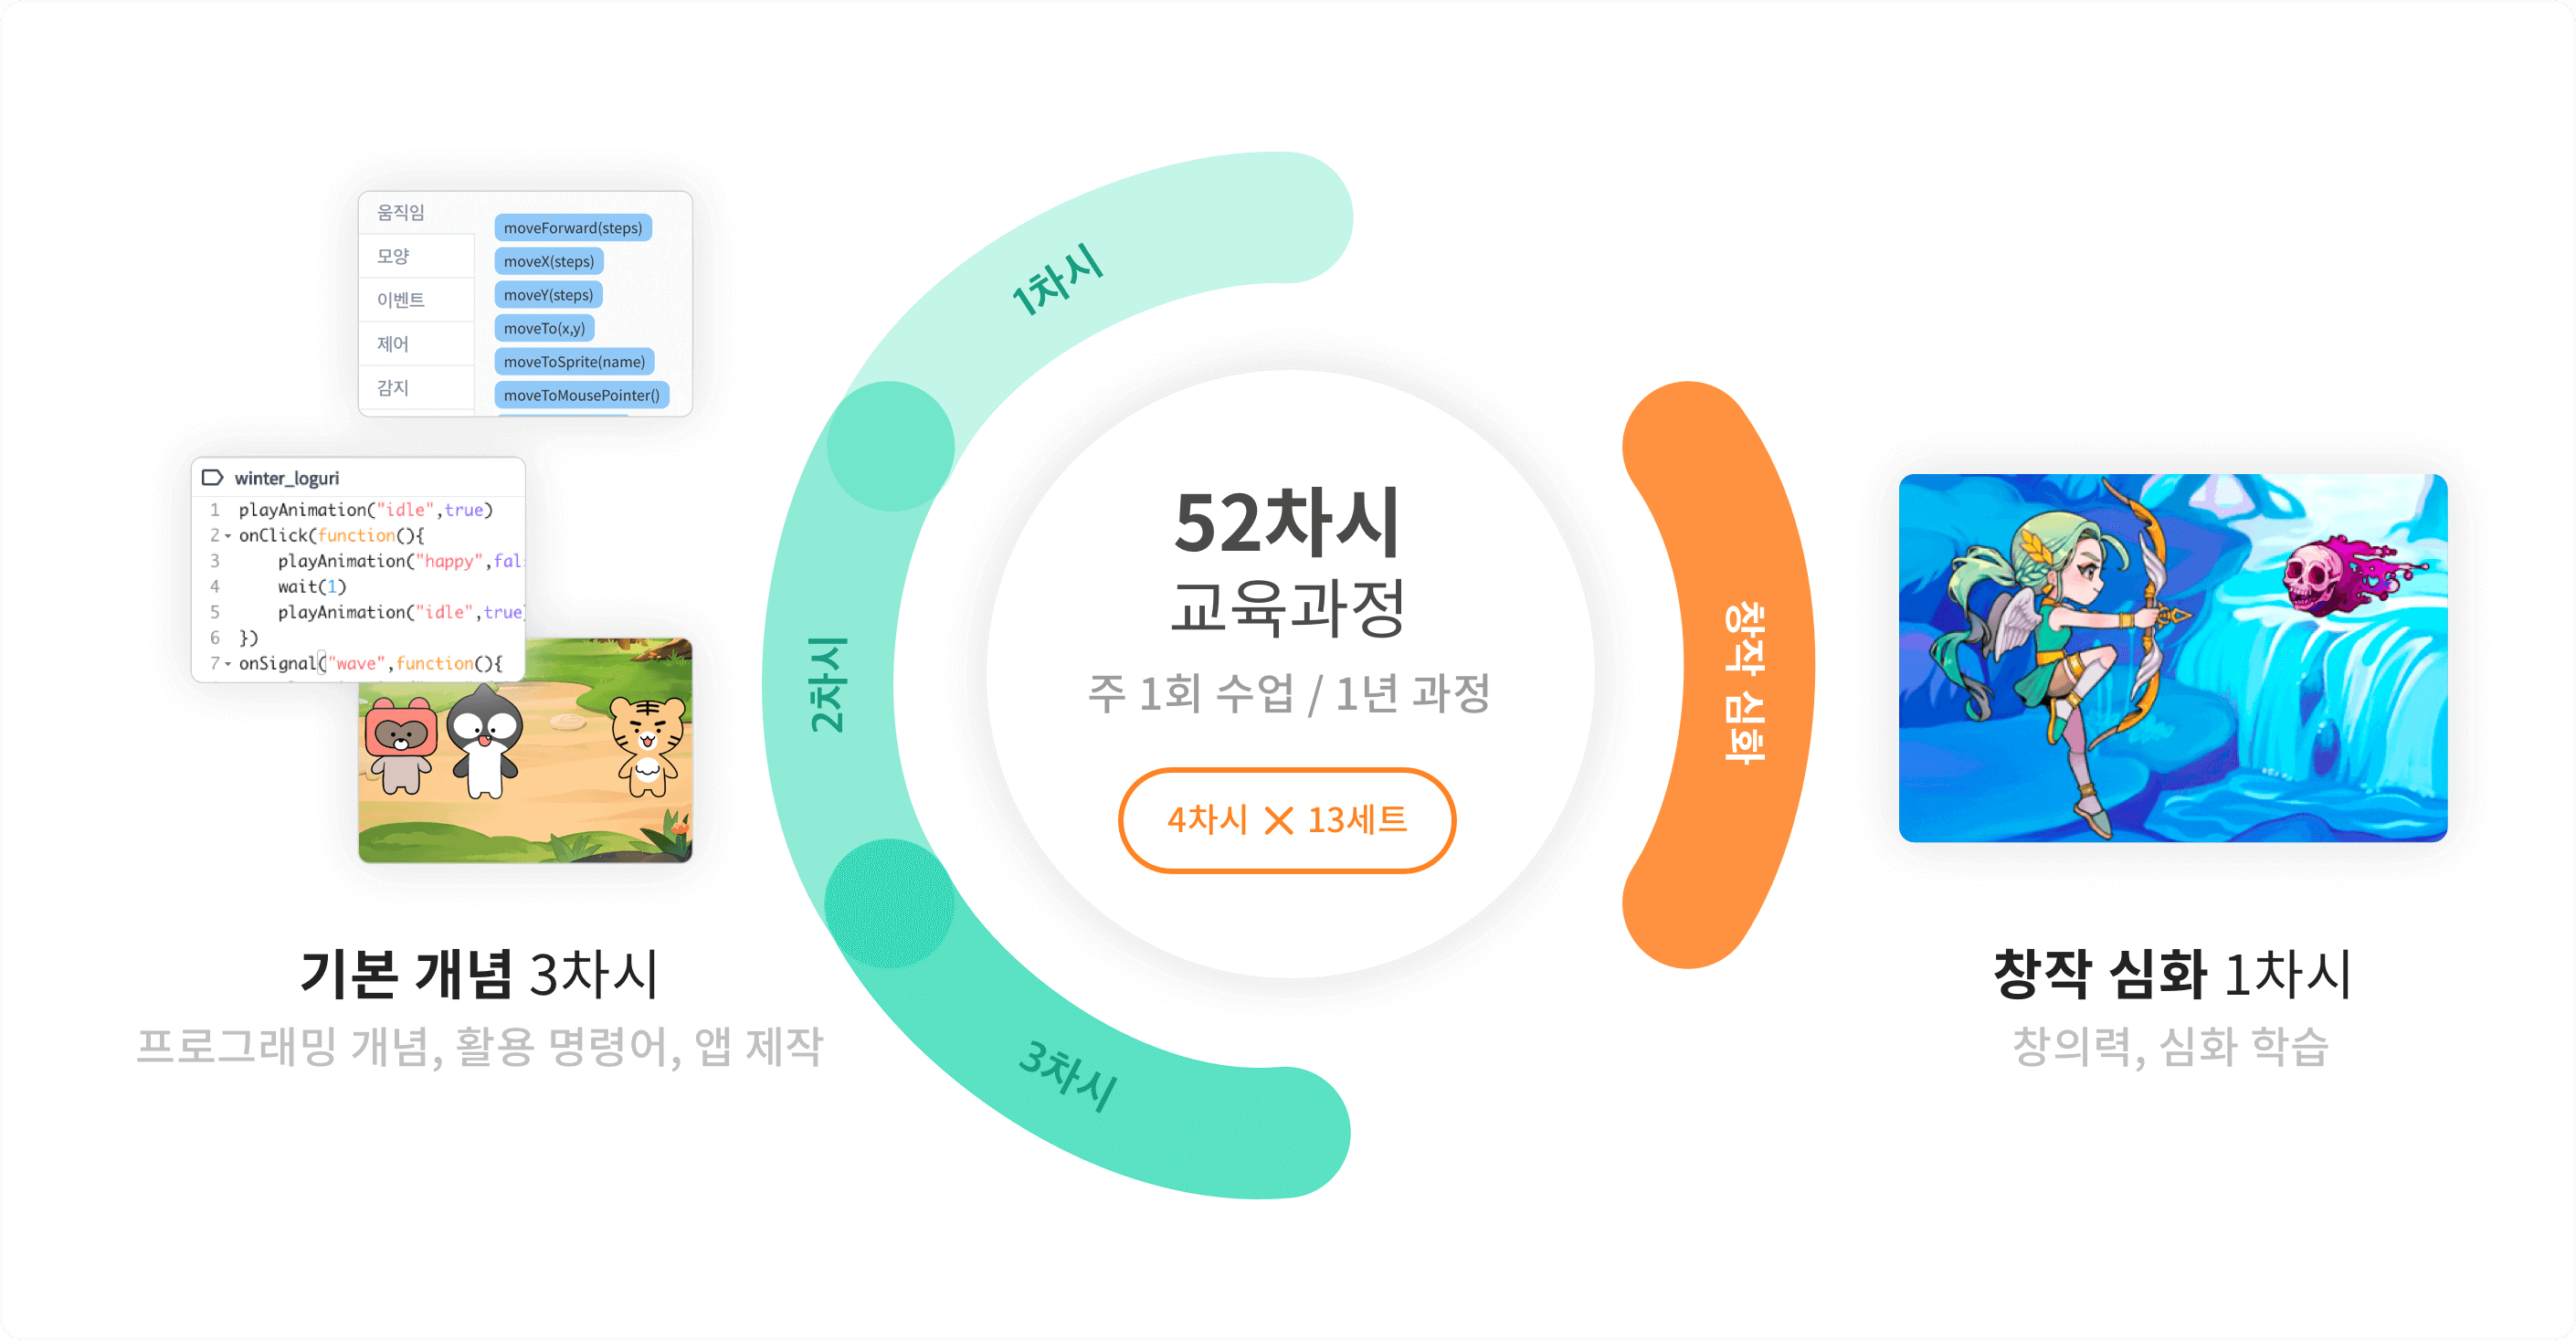 움직임
모양
이벤트
제어
감지
moveForward(steps)
moveX(steps)
moveY(steps)
moveTo(x,y)
moveToSprite(name)
moveToMousePointer()
winter_loguri
1 playAnimation("idle",true)
2 onClick(function(){
3 playAnimation("happy",fal
4 wait(1)
5 playAnimation("idle",true
6 })
7 onSignal("wave",function(){
기본 개념 3차시
프로그래밍 개념, 활용 명령어, 앱 제작
1차시
2차시
3차시
52차시
교육과정
주 1회 수업 / 1년 과정
4차시 × 13세트
창작 심화
창작 심화 1차시
창의력, 심화 학습